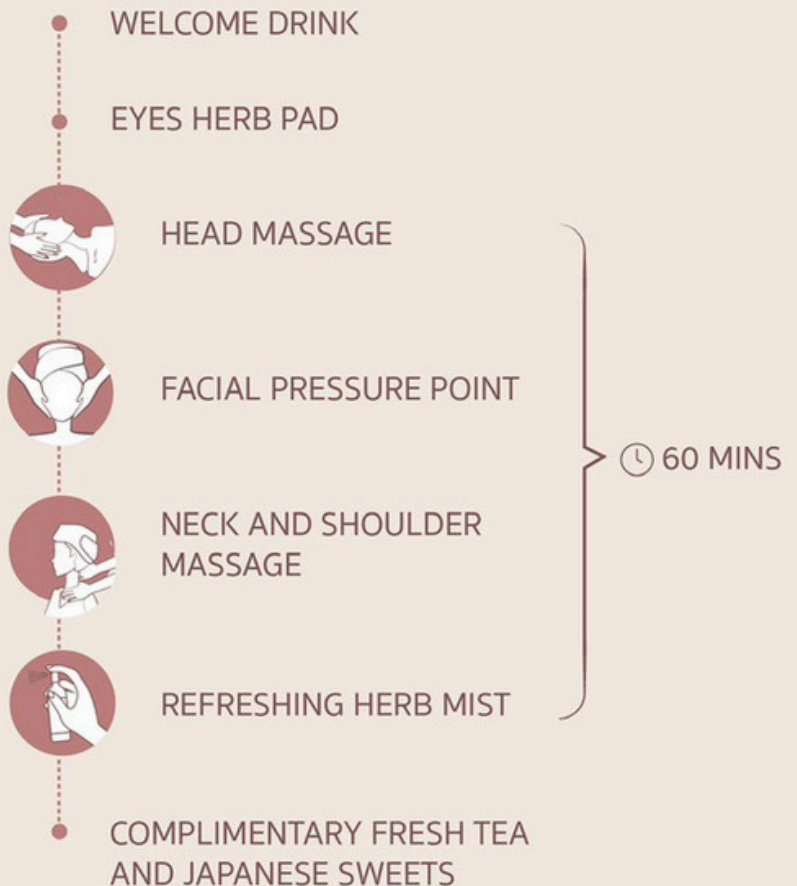 WELCOME DRINK
EYES HERB PAD
HEAD MASSAGE
FACIAL PRESSURE POINT
NECK AND SHOULDER
MASSAGE
REFRESHING HERB MIST
60 MINS
COMPLIMENTARY FRESH TEA
AND JAPANESE SWEETS